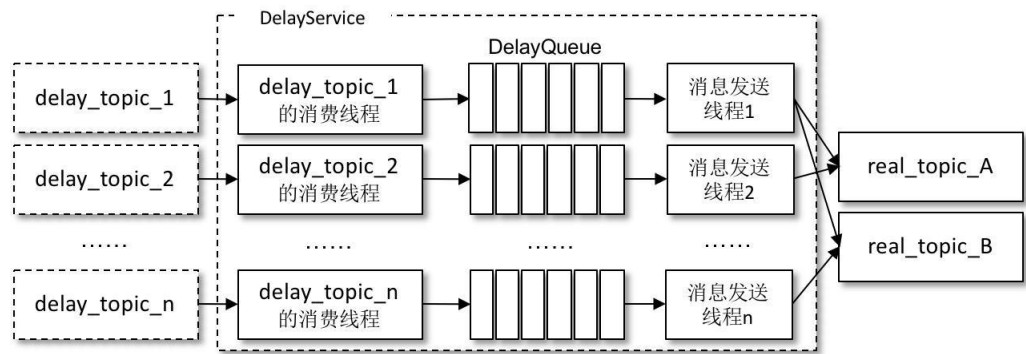 DelayService
DelayQueue
delay_topic_1
delay_topic_1
的消费线程
消息发送
线程1
delay_topic_2
delay_topic_2
的消费线程
消息发送
线程2
real_topic_A
……
……
……
……
real_topic_B
delay_topic_n
delay_topic_n
的消费线程
消息发送
线程n